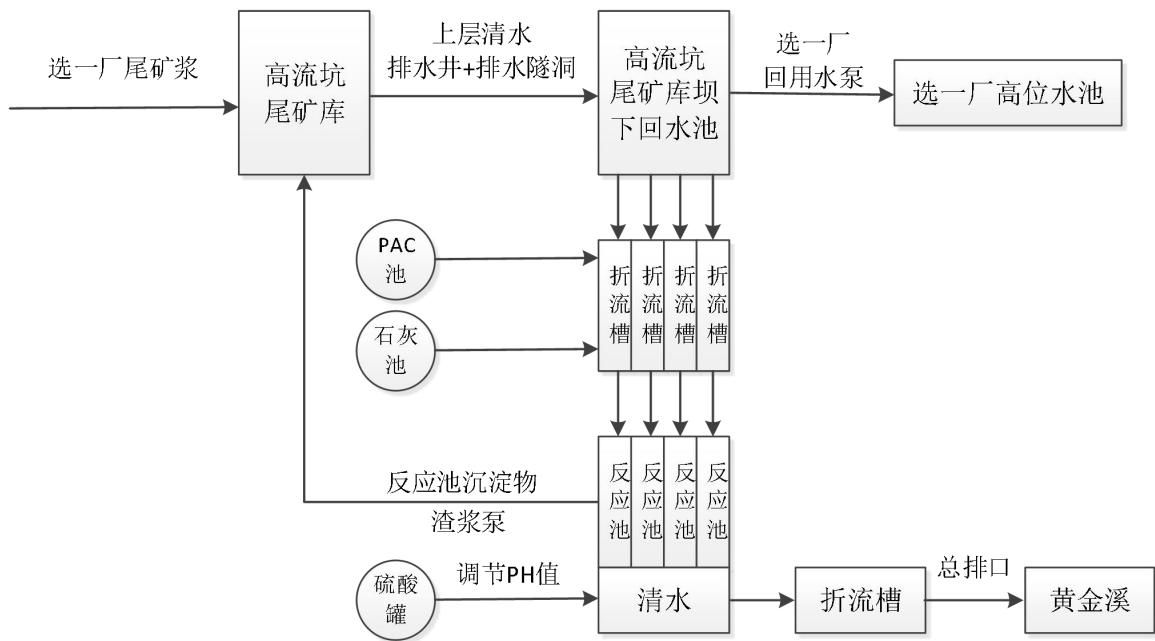 选一厂尾矿浆
高流坑
尾矿库
上层清水
排水井+排水隧洞
高流坑
尾矿库坝
下回水池
选一厂
回用水泵
选一厂高位水池
PAC
池
石灰
池
折流槽
折流槽
折流槽
折流槽
反应池
反应池
反应池
反应池
反应池沉淀物
渣浆泵
硫酸
罐
调节PH值
清水
折流槽
总排口
黄金溪